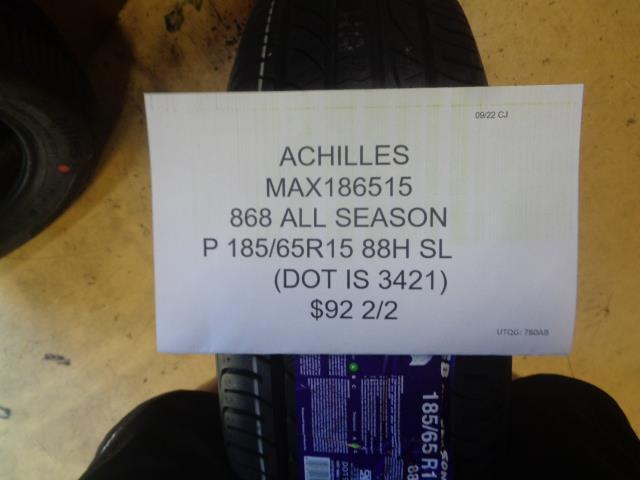 09/22 CJ
ACHILLES
MAX186515
868 ALL SEASON
P 185/65R15 88H SL
(DOT IS 3421)
$92 2/2
UTQG: 780AB
185/65 R1